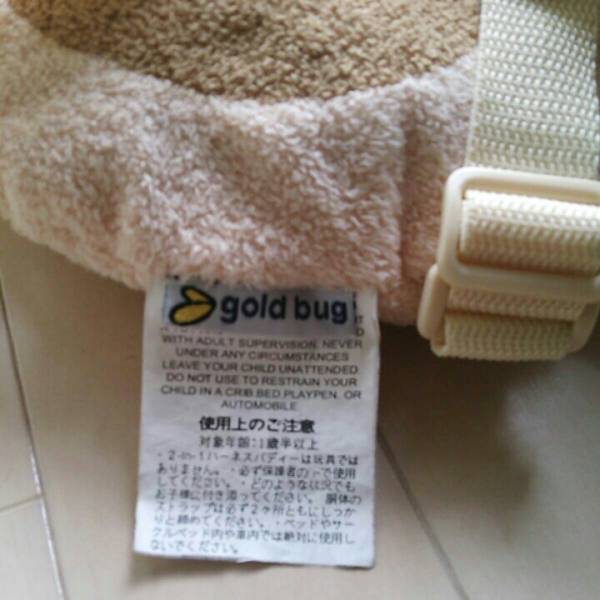 gold bug
WITH ADULT SUPERVISION. NEVER
UNDER ANY CIRCUMSTANCES
LEAVE YOUR CHILD UNATTENDED.
DO NOT USE TO RESTRAIN YOUR
CHILD IN A CRIB, BED, PLAYPEN, OR
AUTOMOBILE.
使用上のご注意
対象年齢:1歳半以上
・2-in-1ハーネスバディーは玩具では
ありません。・必ず保護者の下で使用
してください。・どのような状況でも
お子様に付き添ってください。 胴体の
ストラップは必ず2ヶ所ともにしっか
りと締めてください。・ベッドやサー
クルベッド内や車内では絶対に使用し
ないでください。